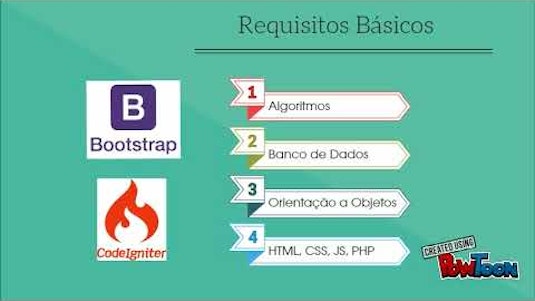 Requisitos Básicos
B
Bootstrap
CodeIgniter
1
Algoritmos
2
Banco de Dados
3
Orientação a Objetos
4
HTML, CSS, JS, PHP
CREATED USING
POWTOON